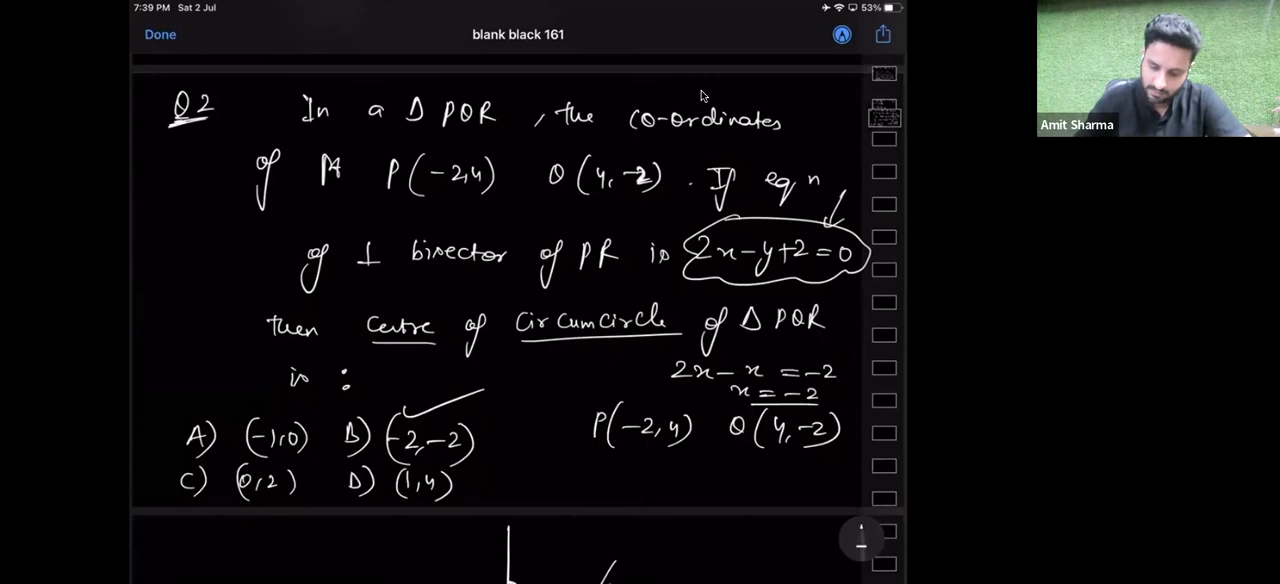 7:39 PM Sat 2 Jul
53%
Done
blank black 161
Amit Sharma
Q2 In a Δ PQR, the co-ordinates
of P(-2,4) Q(4,-2). If eqn
of ⊥ bisector of PR is 2x-y+2=0
then Centre of Circumcircle of Δ PQR
is :
2x-x=-2
x=-2
P(-2,4) Q(4,-2)
A) (-1,0) B) (-2,-2)
C) (0,2) D) (1,4)